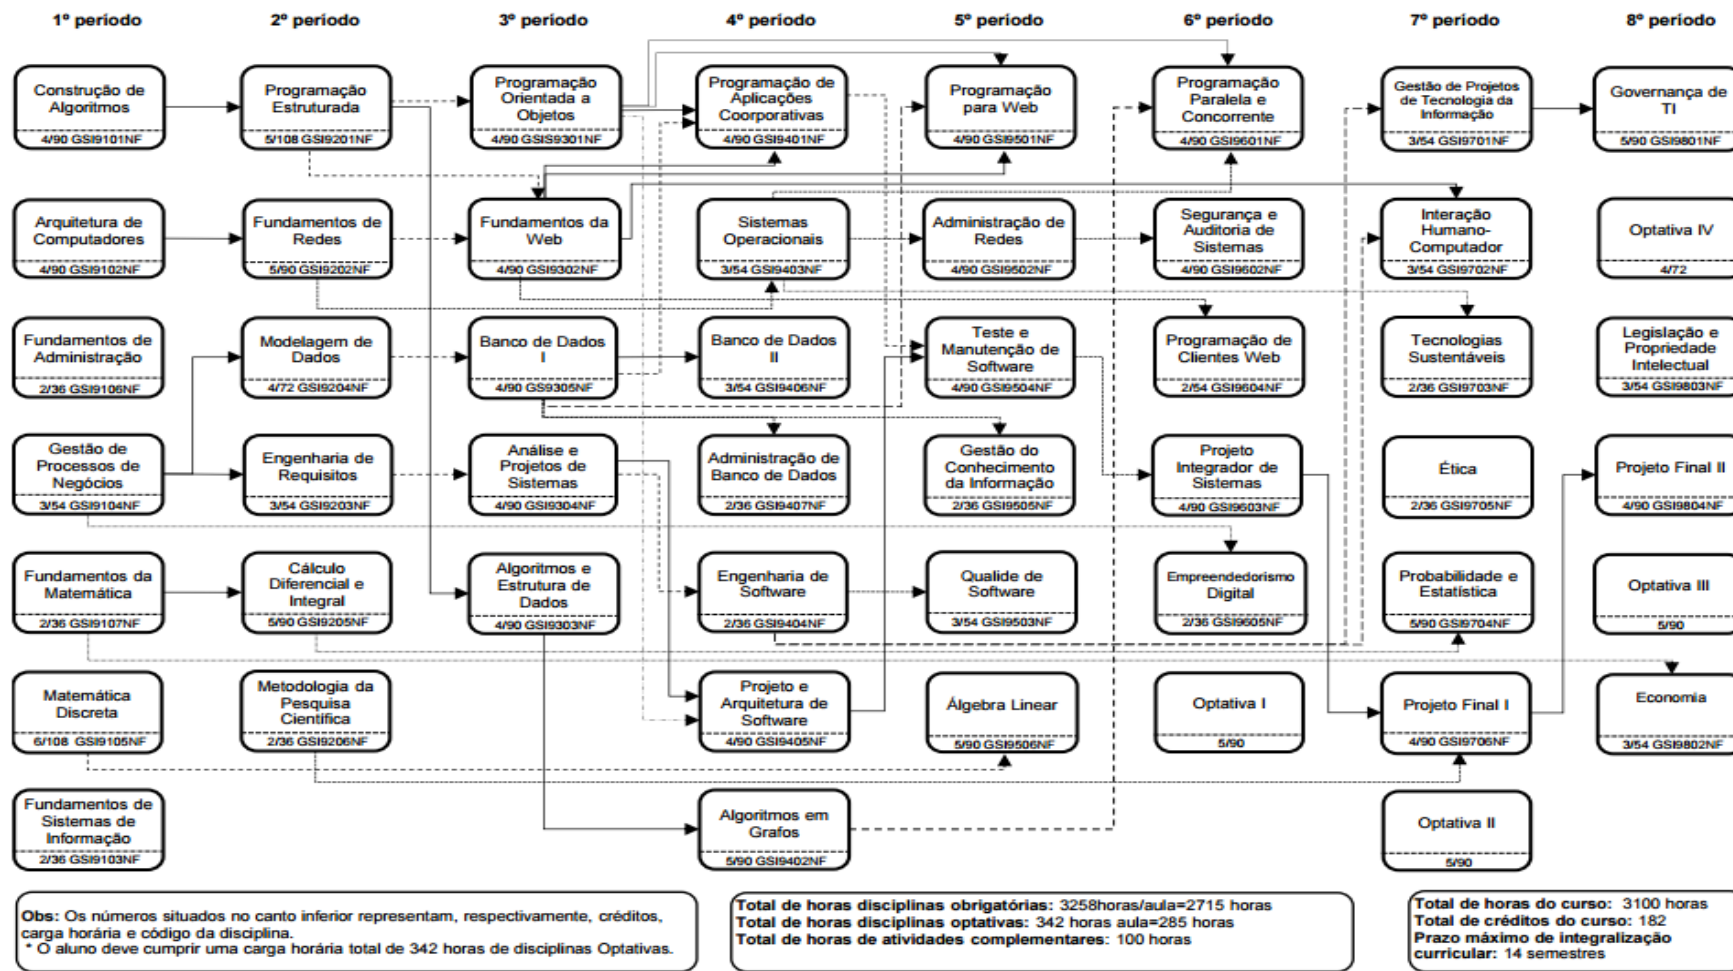 1º período
2º período
3º período
4º período
5º período
6º período
7º período
8º período
Construção de
Algoritmos
4/90 GSI9101NF
Programação
Estruturada
5/108 GSI9201NF
Programação
Orientada a
Objetos
4/90 GSIS9301NF
Programação de
Aplicações
Coorporativas
4/90 GSI9401NF
Programação
para Web
4/90 GSI9501NF
Programação
Paralela e
Concorrente
4/90 GSI9601NF
Gestão de Projetos
de Tecnologia da
Informação
3/54 GSI9701NF
Governança de
TI
5/90 GSI9801NF
Arquitetura de
Computadores
4/90 GSI9102NF
Fundamentos de
Redes
5/90 GSI9202NF
Fundamentos da
Web
4/90 GSI9302NF
Sistemas
Operacionais
3/54 GSI9403NF
Administração de
Redes
4/90 GSI9502NF
Segurança e
Auditoria de
Sistemas
4/90 GSI9602NF
Interação
Humano-
Computador
3/54 GSI9702NF
Optativa IV
4/72
Fundamentos de
Administração
2/36 GSI9106NF
Modelagem de
Dados
4/72 GSI9204NF
Banco de Dados
I
4/90 GS9305NF
Banco de Dados
II
3/54 GSI9406NF
Teste e
Manutenção de
Software
4/90 GSI9504NF
Programação de
Clientes Web
2/54 GSI9604NF
Tecnologias
Sustentáveis
2/36 GSI9703NF
Legislação e
Propriedade
Intelectual
3/54 GSI9803NF
Gestão de
Processos de
Negócios
3/54 GSI9104NF
Engenharia de
Requisitos
3/54 GSI9203NF
Análise e
Projetos de
Sistemas
4/90 GSI9304NF
Administração de
Banco de Dados
2/36 GSI9407NF
Gestão do
Conhecimento
da Informação
2/36 GSI9505NF
Projeto
Integrador de
Sistemas
4/90 GSI9603NF
Ética
2/36 GSI9705NF
Projeto Final II
4/90 GSI9804NF
Fundamentos da
Matemática
2/36 GSI9107NF
Cálculo
Diferencial e
Integral
5/90 GSI9205NF
Algoritmos e
Estrutura de
Dados
4/90 GSI9303NF
Engenharia de
Software
2/36 GSI9404NF
Qualide de
Software
3/54 GSI9503NF
Empreendedorismo
Digital
2/36 GSI9605NF
Probabilidade e
Estatística
5/90 GSI9704NF
Optativa III
5/90
Matemática
Discreta
6/108 GSI9105NF
Metodologia da
Pesquisa
Científica
2/36 GSI9206NF
Projeto e
Arquitetura de
Software
4/90 GSI9405NF
Álgebra Linear
5/90 GSI9506NF
Optativa I
5/90
Projeto Final I
4/90 GSI9706NF
Economia
3/54 GSI9802NF
Fundamentos de
Sistemas de
Informação
2/36 GSI9103NF
Algoritmos em
Grafos
5/90 GSI9402NF
Optativa II
5/90
Obs: Os números situados no canto inferior representam, respectivamente, créditos,
carga horária e código da disciplina.
* O aluno deve cumprir uma carga horária total de 342 horas de disciplinas Optativas.
Total de horas disciplinas obrigatórias: 3258horas/aula=2715 horas
Total de horas disciplinas optativas: 342 horas aula=285 horas
Total de horas de atividades complementares: 100 horas
Total de horas do curso: 3100 horas
Total de créditos do curso: 182
Prazo máximo de integralização
curricular: 14 semestres